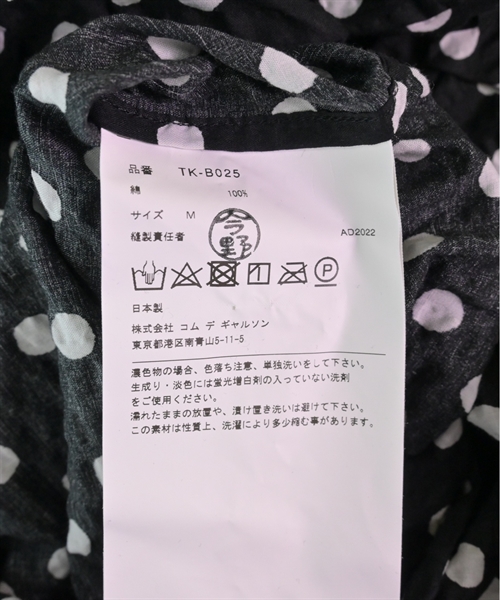 品番 TK-B025
綿 100%
サイズ M
縫製責任者 今野 AD2022
P
日本製
株式会社 コム デ ギャルソン
東京都港区南青山5-11-5
濃色物の場合、色落ち注意、単独洗いをして下さい。
生成り・淡色には蛍光増白剤の入っていない洗剤
をご使用ください。
濡れたままの放置や、漬け置き洗いは避けて下さい。
この素材は性質上、洗濯により多少縮む事があります。